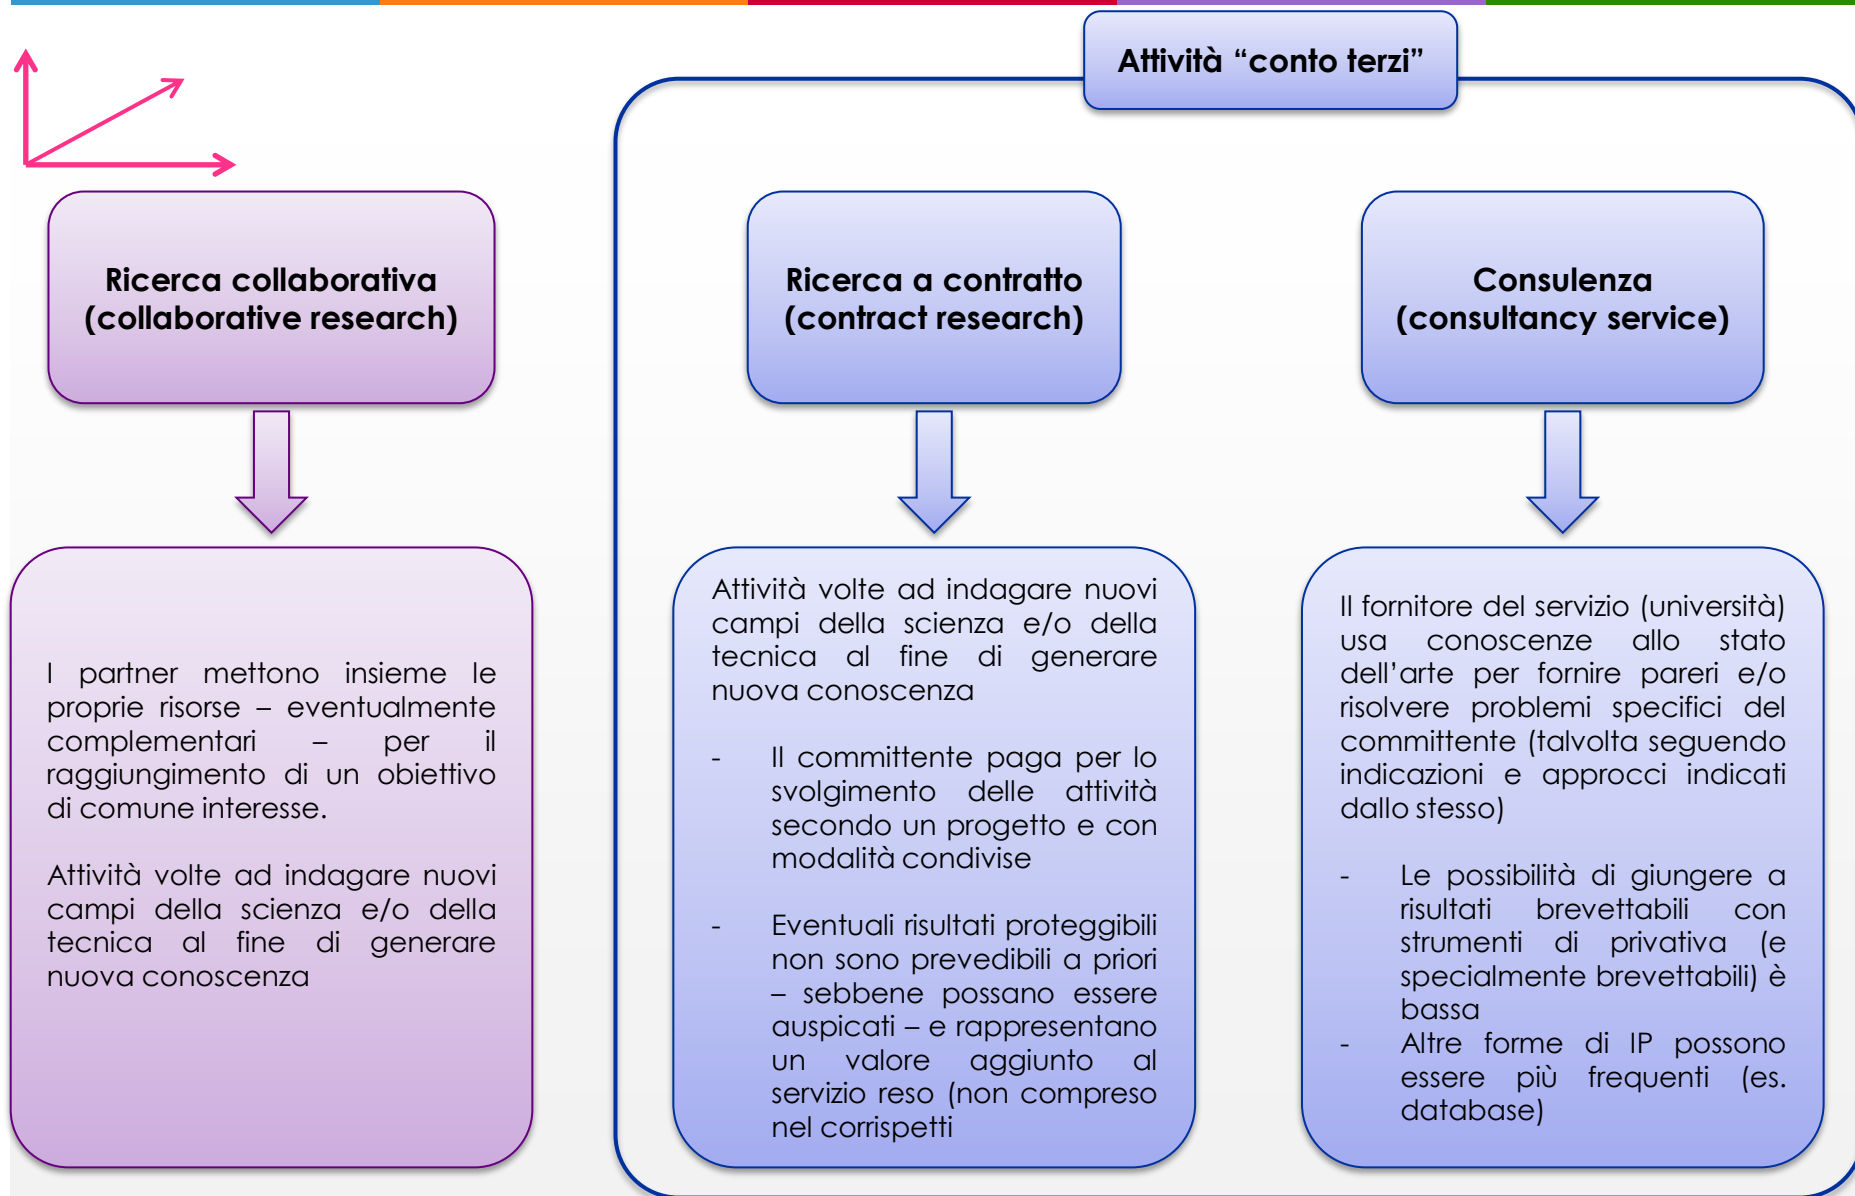 Attività “conto terzi”
Ricerca collaborativa
(collaborative research)
Ricerca a contratto
(contract research)
Consulenza
(consultancy service)
I partner mettono insieme le
proprie risorse – eventualmente
complementari – per il
raggiungimento di un obiettivo
di comune interesse.
Attività volte ad indagare nuovi
campi della scienza e/o della
tecnica al fine di generare
nuova conoscenza
Attività volte ad indagare nuovi
campi della scienza e/o della
tecnica al fine di generare
nuova conoscenza
- Il committente paga per lo
svolgimento delle attività
secondo un progetto e con
modalità condivise
- Eventuali risultati proteggibili
non sono prevedibili a priori
– sebbene possano essere
auspicati – e rappresentano
un valore aggiunto al
servizio reso (non compreso
nel corrispetti
Il fornitore del servizio (università)
usa conoscenze allo stato
dell’arte per fornire pareri e/o
risolvere problemi specifici del
committente (talvolta seguendo
indicazioni e approcci indicati
dallo stesso)
- Le possibilità di giungere a
risultati brevettabili con
strumenti di privativa (e
specialmente brevettabili) è
bassa
- Altre forme di IP possono
essere più frequenti (es.
database)